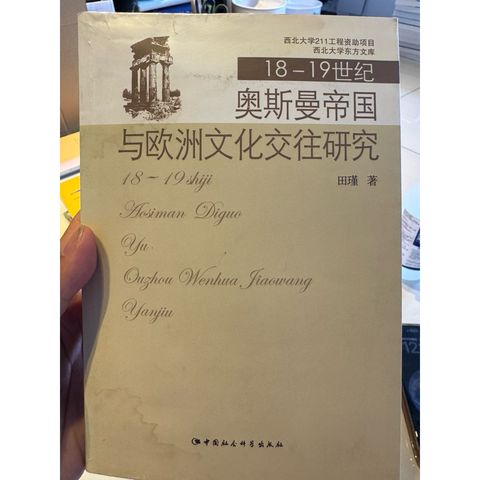 西北大学211工程资助项目
西北大学东方文库
18-19世纪
奥斯曼帝国
与欧洲文化交往研究
18-19 shiji
田瑾 著
Aosiman Diguo
Yu
Ouzhou Wenhua Jiaowang
Yanjiu
中国社会科学出版社
12